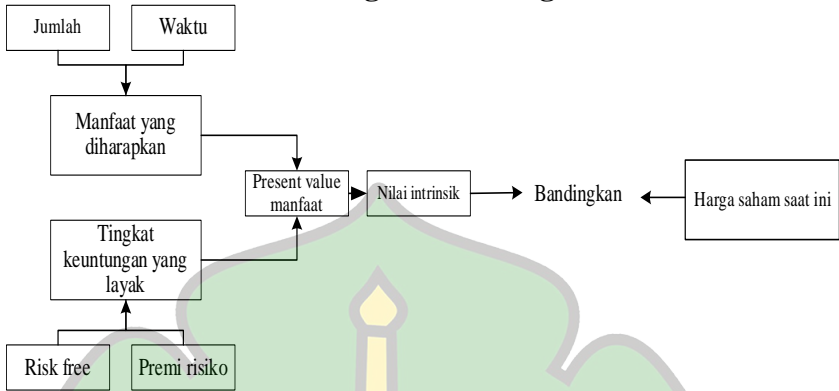 Jumlah
Waktu
Manfaat yang
diharapkan
Present value
manfaat
Nilai intrinsik
Bandingkan
Harga saham saat ini
Tingkat
keuntungan yang
layak
Risk free
Premi risiko